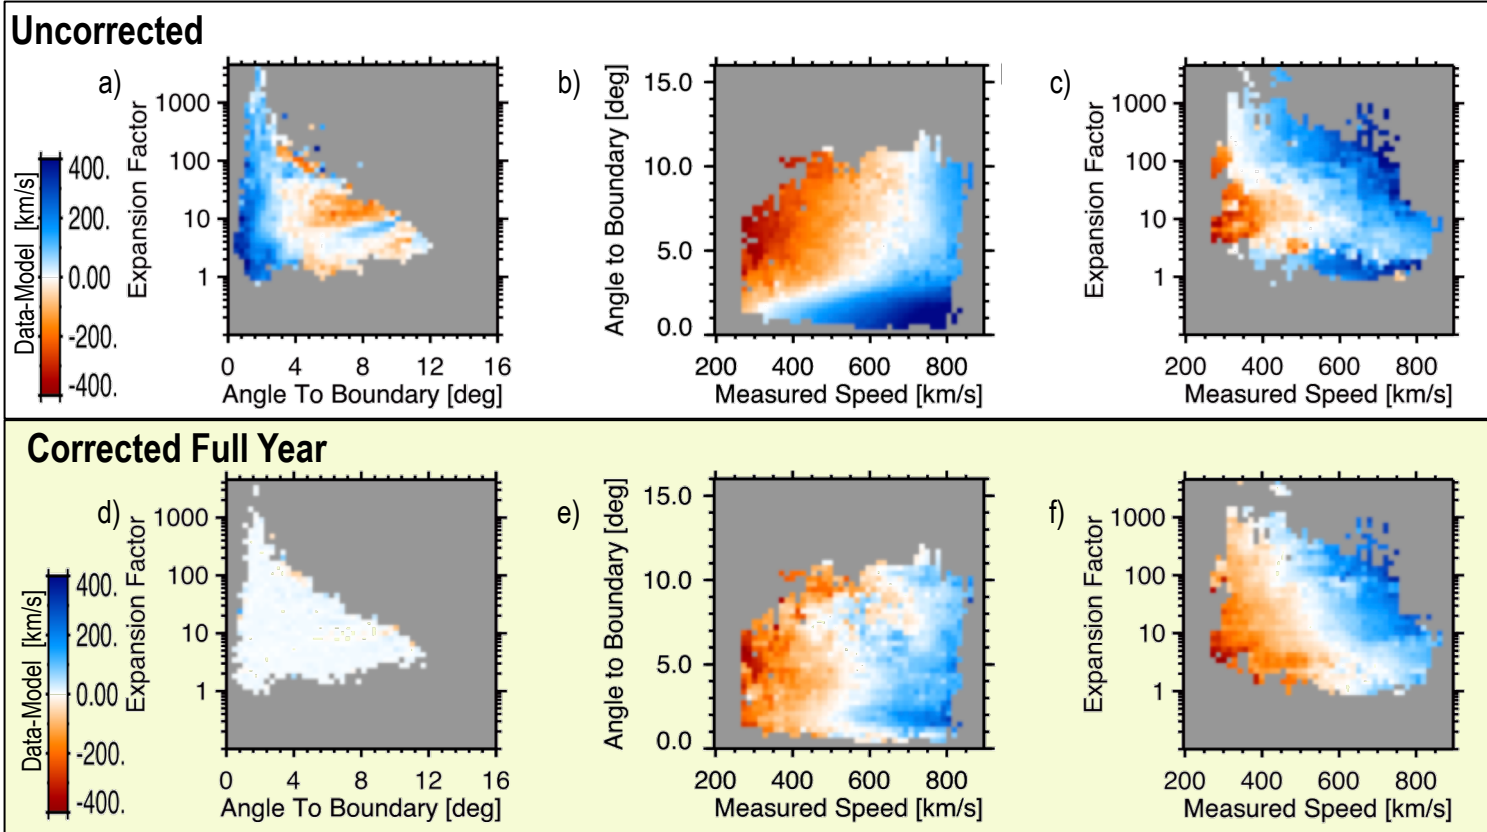 Uncorrected
a)
b)
c)
Data-Model [km/s]
400.
200.
0.00
-200.
-400.
Expansion Factor
1000
100
10
1
0 4 8 12 16
Angle To Boundary [deg]
Angle to Boundary [deg]
15.0
10.0
5.0
0.0
200 400 600 800
Measured Speed [km/s]
Expansion Factor
1000
100
10
1
200 400 600 800
Measured Speed [km/s]
Corrected Full Year
d)
e)
f)
Data-Model [km/s]
400.
200.
0.00
-200.
-400.
Expansion Factor
1000
100
10
1
0 4 8 12 16
Angle To Boundary [deg]
Angle to Boundary [deg]
15.0
10.0
5.0
0.0
200 400 600 800
Measured Speed [km/s]
Expansion Factor
1000
100
10
1
200 400 600 800
Measured Speed [km/s]